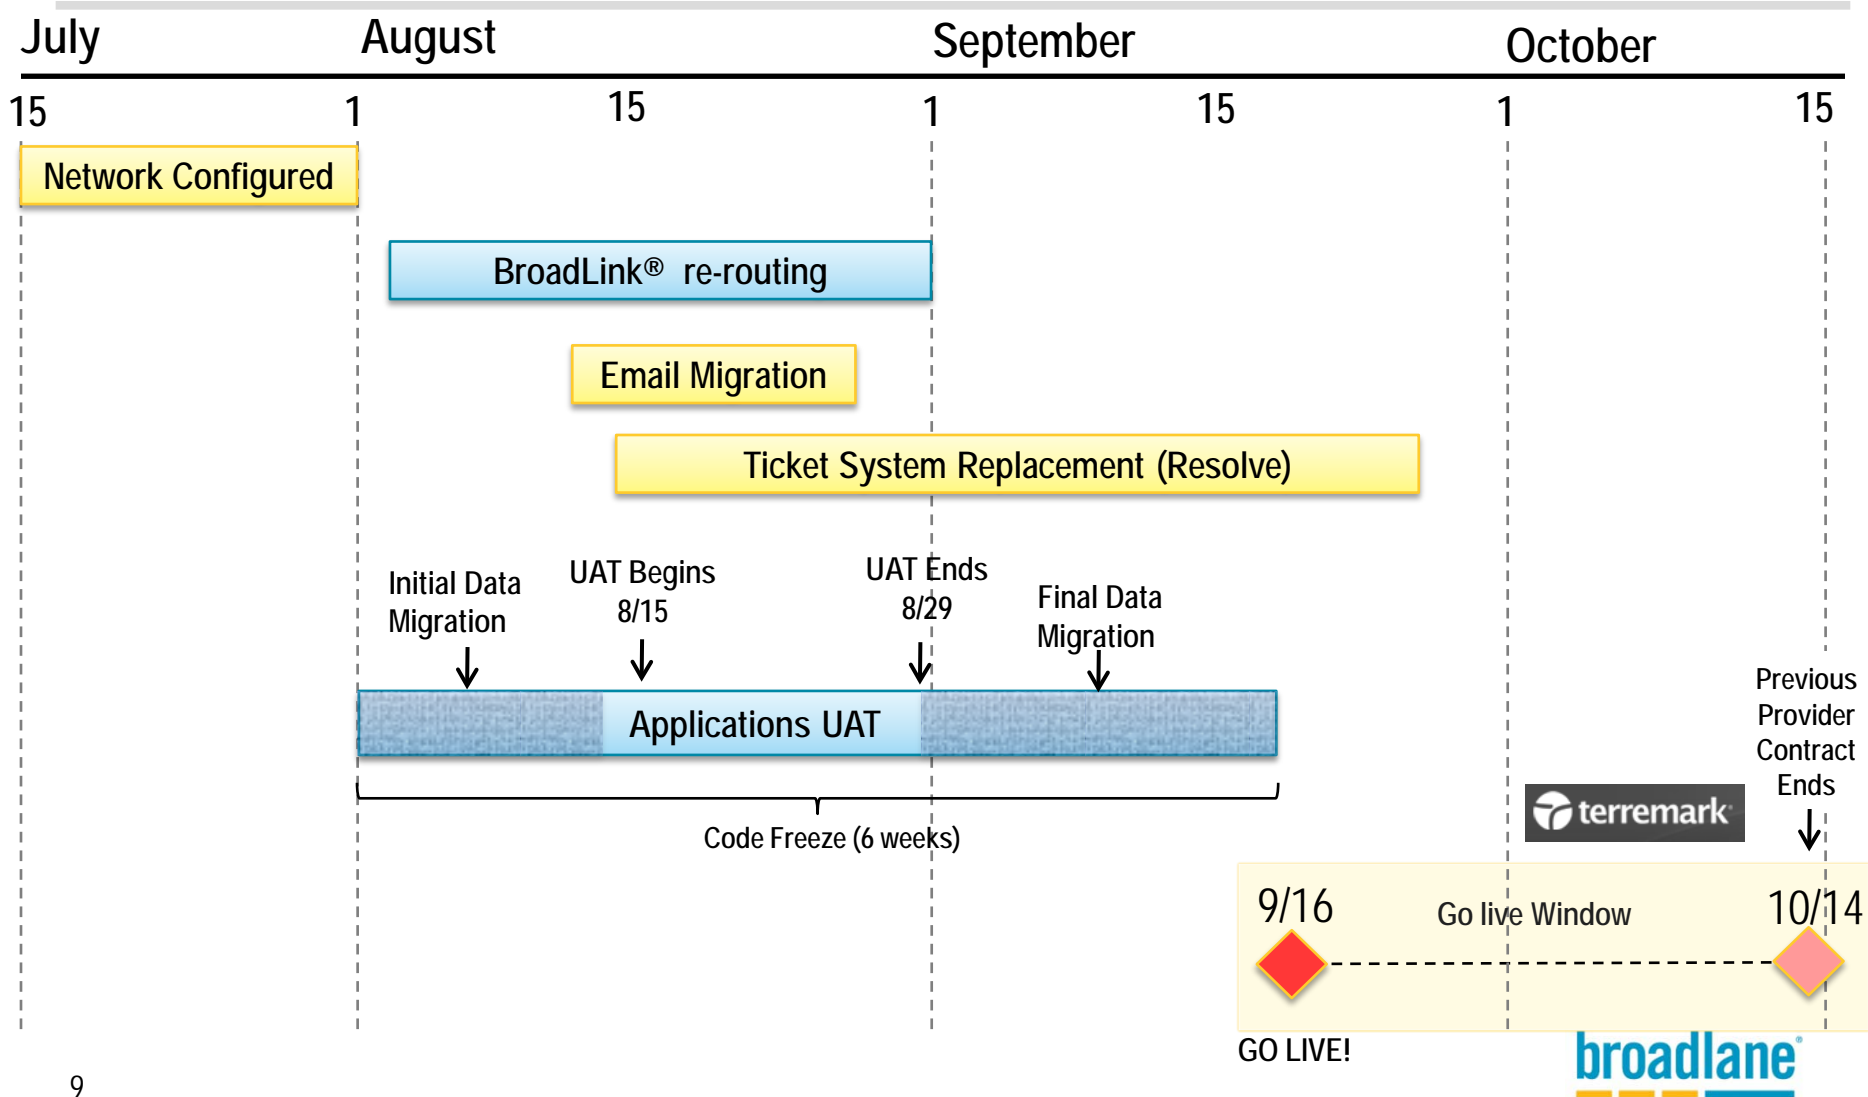 July August September October
15 1 15 1 15 1 15
Network Configured
BroadLink® re-routing
Email Migration
Ticket System Replacement (Resolve)
Initial Data
Migration
UAT Begins
8/15
UAT Ends
8/29
Final Data
Migration
Applications UAT
Code Freeze (6 weeks)
Previous
Provider
Contract
Ends
terremark
9/16 Go live Window 10/14
GO LIVE!
broadlane®
9